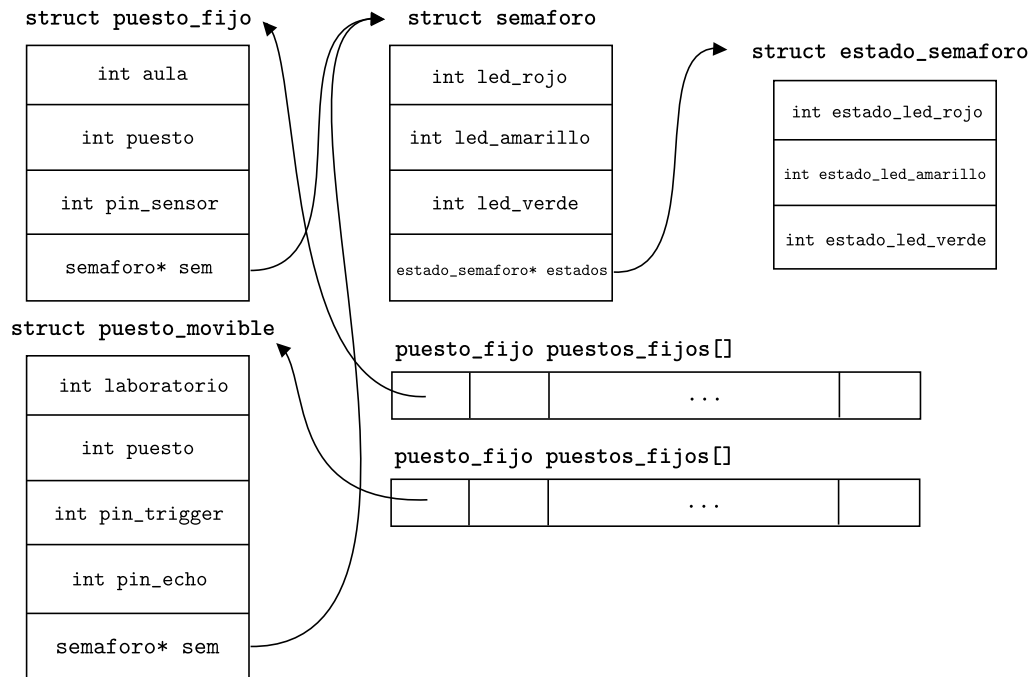 struct puesto_fijo
int aula
int puesto
int pin_sensor
semaforo* sem
struct semaforo
int led_rojo
int led_amarillo
int led_verde
estado_semaforo* estados
struct estado_semaforo
int estado_led_rojo
int estado_led_amarillo
int estado_led_verde
struct puesto_movible
int laboratorio
int puesto
int pin_trigger
int pin_echo
semaforo* sem
puesto_fijo puestos_fijos[]
...
puesto_fijo puestos_fijos[]
...